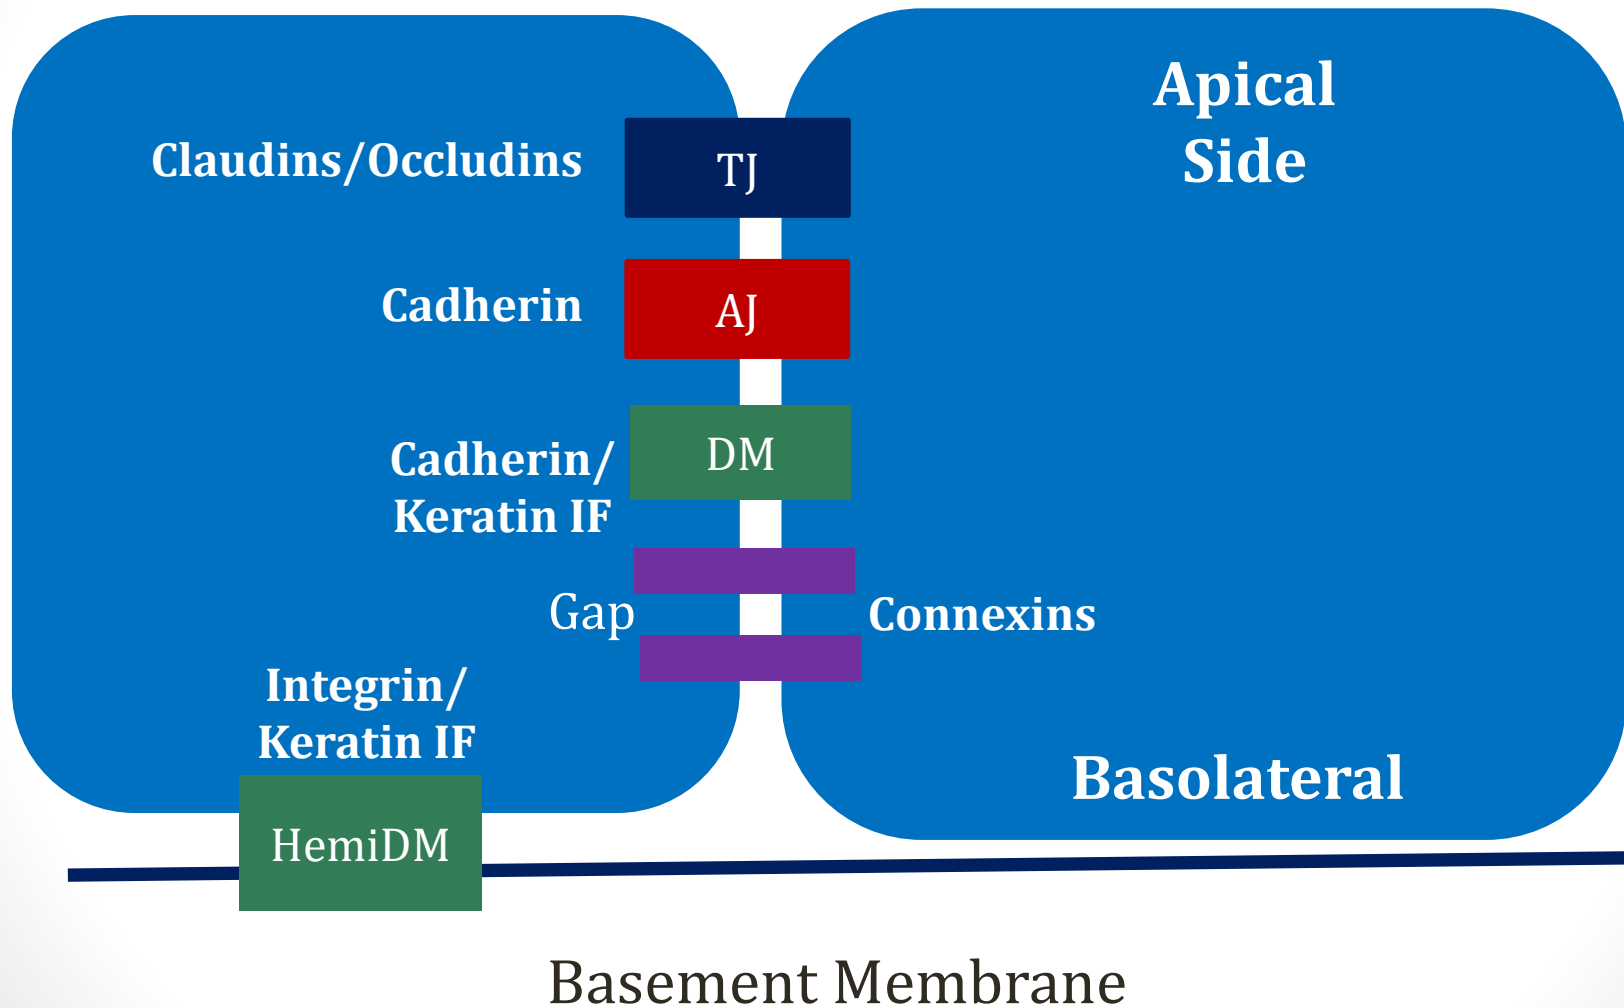 Apical
Side
Claudins/Occludins
TJ
Cadherin
AJ
Cadherin/
Keratin IF
DM
Gap
Connexins
Integrin/
Keratin IF
Basolateral
HemiDM
Basement Membrane